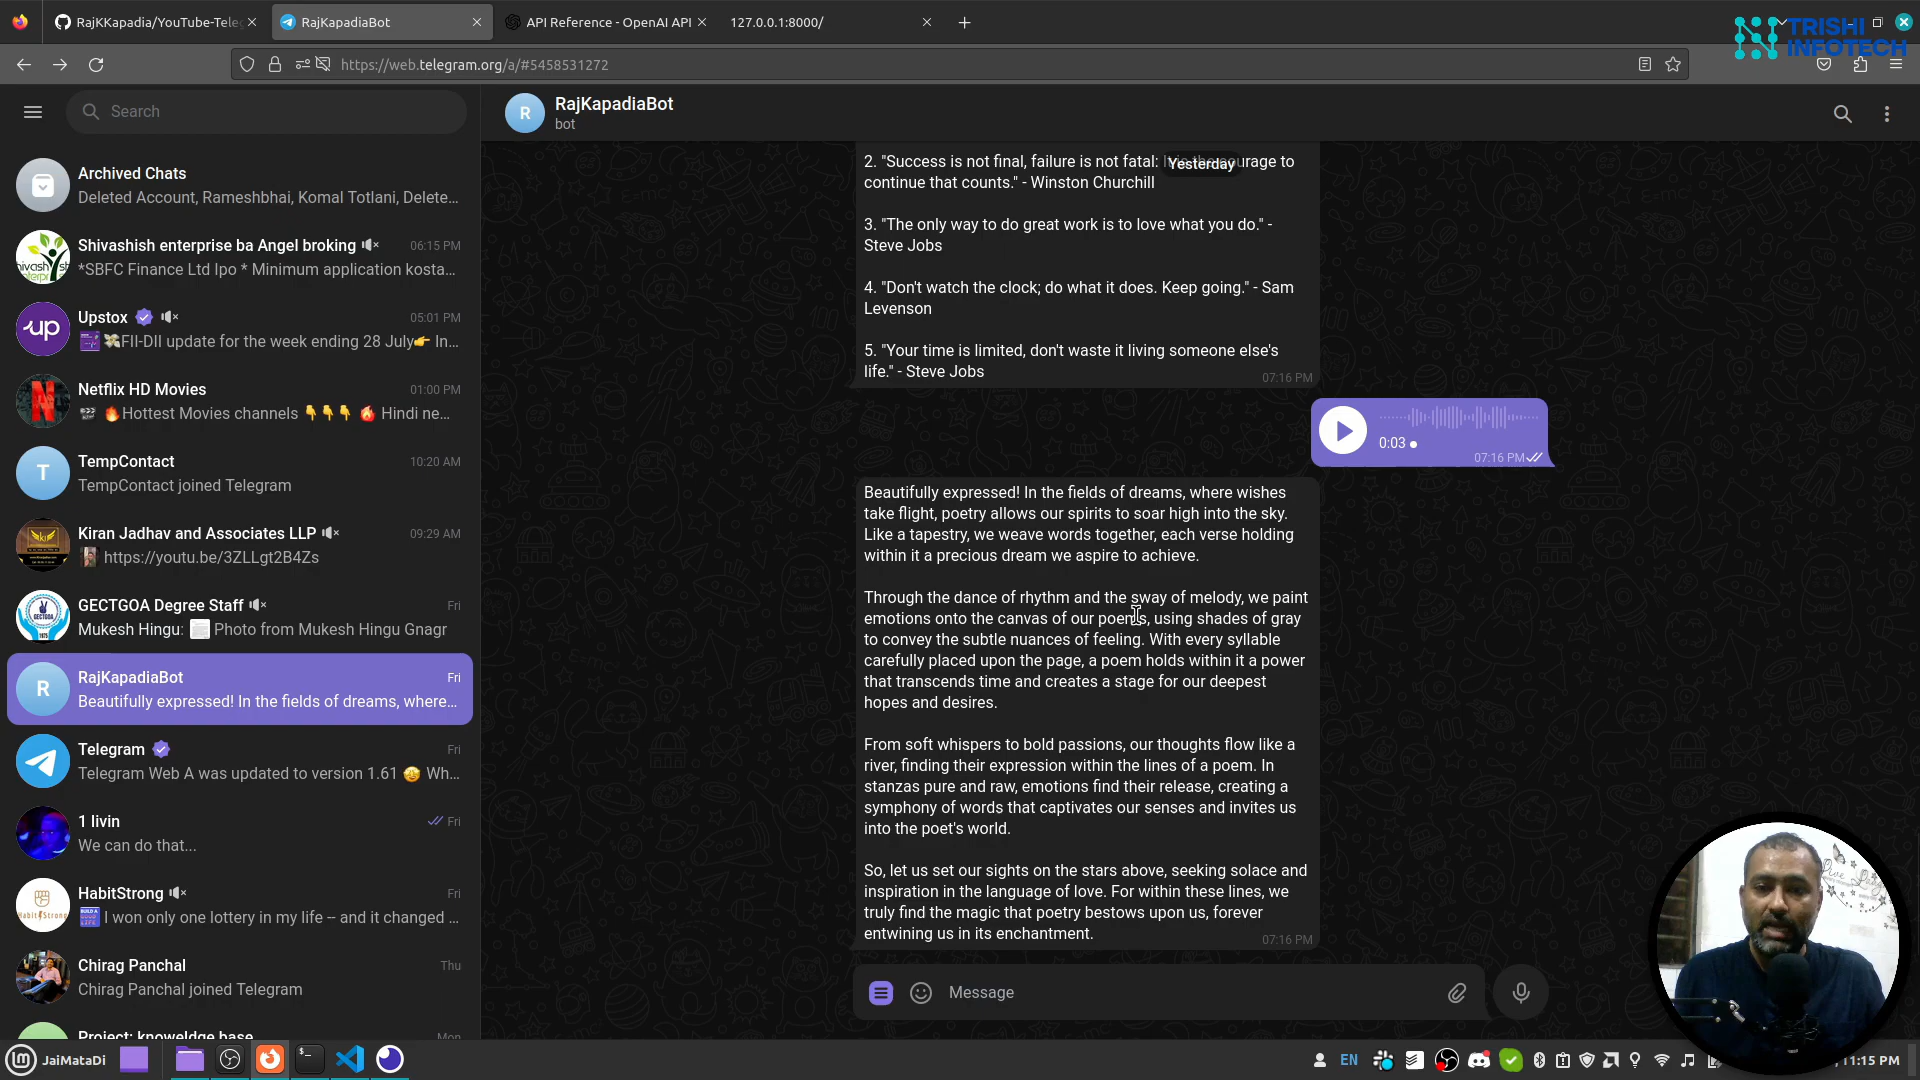 RajKKapadia/YouTube-Tele
RajKapadiaBot
API Reference - OpenAI API
127.0.0.1:8000/
TRISHI
INFOTECH
https://web.telegram.org/a/#5458531272
Search
RajKapadiaBot
bot
Archived Chats
Deleted Account, Rameshbhai, Komal Totlani, Delete...
Shivashish enterprise ba Angel broking
06:15 PM
*SBFC Finance Ltd Ipo * Minimum application kosta...
Upstox
05:01 PM
up
FII-DII update for the week ending 28 July In...
Netflix HD Movies
01:00 PM
Hottest Movies channels Hindi ne...
TempContact
10:20 AM
T
TempContact joined Telegram
Kiran Jadhav and Associates LLP
09:29 AM
https://youtu.be/3ZLLgt2B4Zs
GECTGOA Degree Staff
Fri
Mukesh Hingu: Photo from Mukesh Hingu Gnagr
RajKKapadiaBot
Fri
R
Beautifully expressed! In the fields of dreams, where...
Telegram
Fri
Telegram Web A was updated to version 1.61 Wh...
1 livin
Fri
We can do that...
HabitStrong
Fri
I won only one lottery in my life -- and it changed ...
Chirag Panchal
Thu
Chirag Panchal joined Telegram
Project: knoweldge base
Mon
R
Yesterday
2. "Success is not final, failure is not fatal: It is the courage to
continue that counts." - Winston Churchill
3. "The only way to do great work is to love what you do." -
Steve Jobs
4. "Don't watch the clock; do what it does. Keep going." - Sam
Levenson
5. "Your time is limited, don't waste it living someone else's
life." - Steve Jobs
07:16 PM
0:03
07:16 PM
Beautifully expressed! In the fields of dreams, where wishes
take flight, poetry allows our spirits to soar high into the sky.
Like a tapestry, we weave words together, each verse holding
within it a precious dream we aspire to achieve.
Through the dance of rhythm and the sway of melody, we paint
emotions onto the canvas of our poems, using shades of gray
to convey the subtle nuances of feeling. With every syllable
carefully placed upon the page, a poem holds within it a power
that transcends time and creates a stage for our deepest
hopes and desires.
From soft whispers to bold passions, our thoughts flow like a
river, finding their expression within the lines of a poem. In
stanzas pure and raw, emotions find their release, creating a
symphony of words that captivates our senses and invites us
into the poet's world.
So, let us set our sights on the stars above, seeking solace and
inspiration in the language of love. For within these lines, we
truly find the magic that poetry bestows upon us, forever
entwining us in its enchantment.
07:16 PM
Message
JaiMataDi
EN
11:15 PM